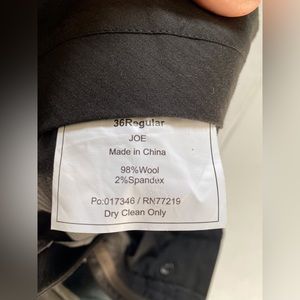 36Regular
JOE
Made in China
98%Wool
2%Spandex
Po:017346 / RN77219
Dry Clean Only